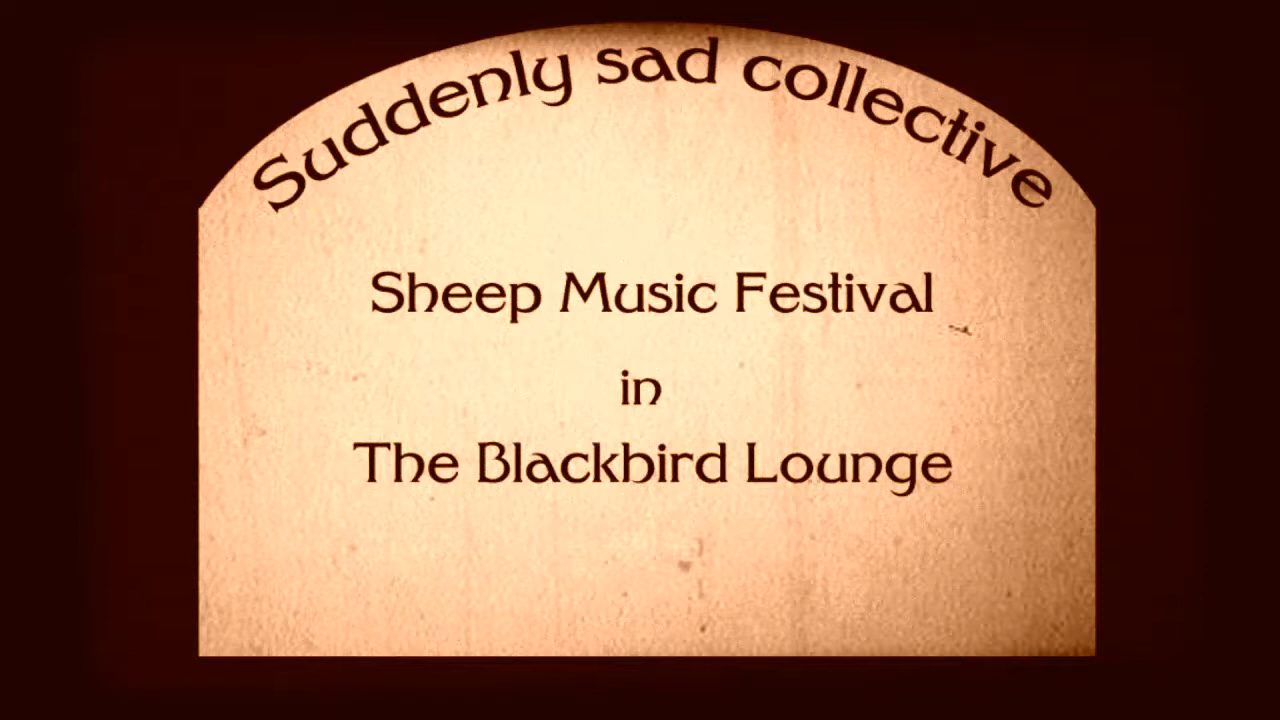 Suddenly sad collective
Sheep Music Festival
in
The Blackbird Lounge